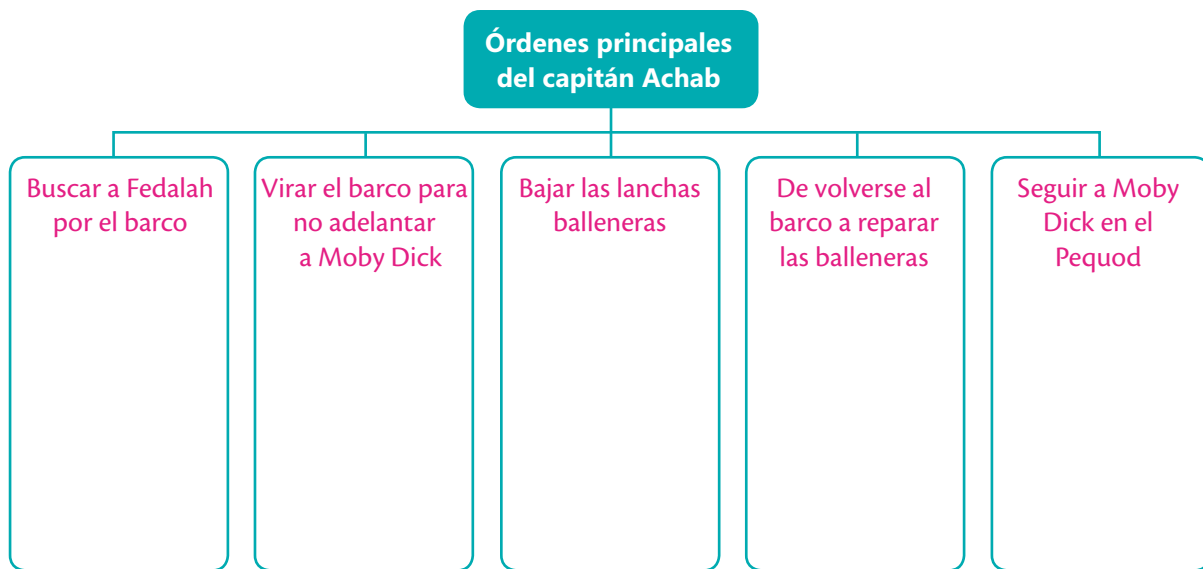 Órdenes principales
del capitán Achab
Buscar a Fedalah
por el barco
Virar el barco para
no adelantar
a Moby Dick
Bajar las lanchas
balleneras
De volverse al
barco a reparar
las balleneras
Seguir a Moby
Dick en el
Pequod